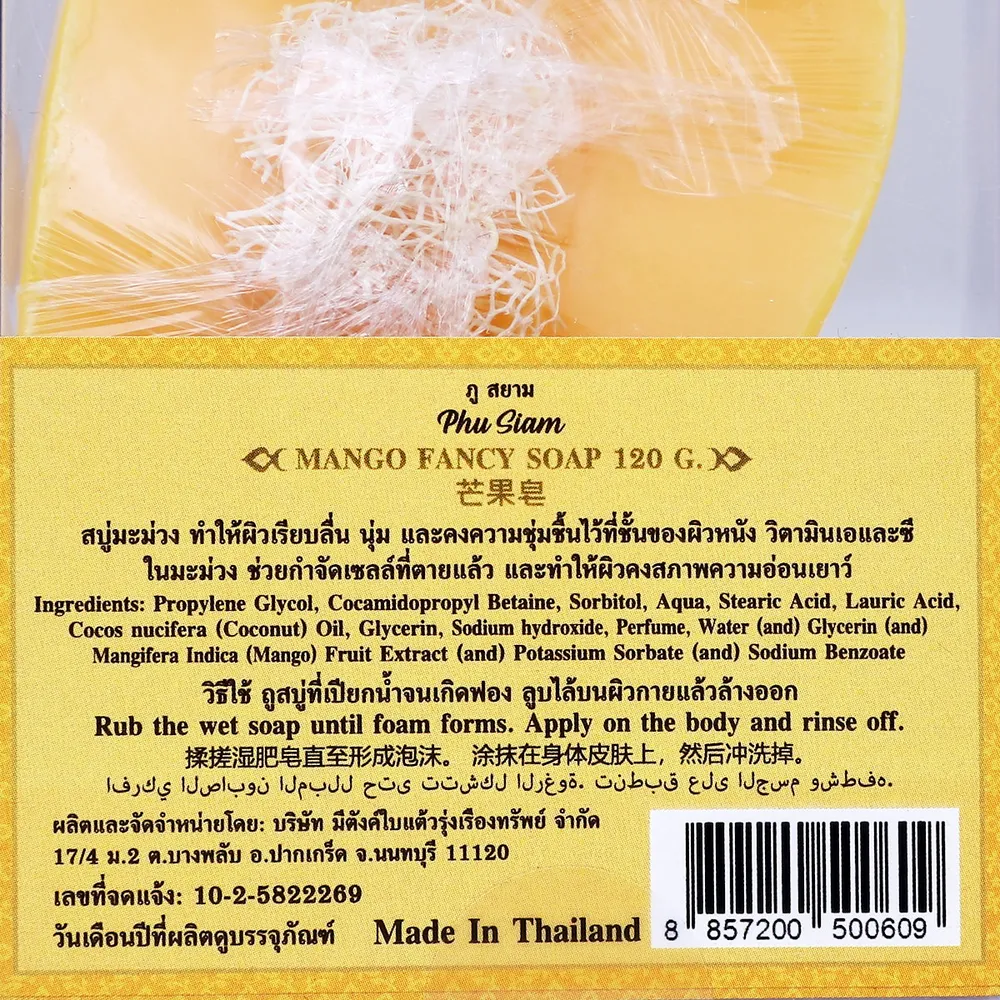 ภู สยาม
Phu Siam
MANGO FANCY SOAP 120 G.
芒果皂
สบู่มะม่วง ทำให้ผิวเรียบลื่น นุ่ม และคงความชุ่มชื้นไว้ที่ชั้นของผิวหนัง วิตามินเอและซี
ในมะม่วง ช่วยกำจัดเซลล์ที่ตายแล้ว และทำให้ผิวคงสภาพความอ่อนเยาว์
Ingredients: Propylene Glycol, Cocamidopropyl Betaine, Sorbitol, Aqua, Stearic Acid, Lauric Acid,
Cocos nucifera (Coconut) Oil, Glycerin, Sodium hydroxide, Perfume, Water (and) Glycerin (and)
Mangifera Indica (Mango) Fruit Extract (and) Potassium Sorbate (and) Sodium Benzoate
วิธีใช้ ถูสบู่ที่เปียกน้ำจนเกิดฟอง ลูบไล้บนผิวกายแล้วล้างออก
Rub the wet soap until foam forms. Apply on the body and rinse off.
揉搓湿肥皂直至形成泡沫。 涂抹在身体皮肤上，然后冲洗掉。
افركي الصابون المبلل حتى تتشكل الرغوة. تنطبق على الجسم وشطفه.
ผลิตและจัดจำหน่ายโดย: บริษัท มีตังค์ใบแต้วรุ่งเรืองทรัพย์ จำกัด
17/4 ม.2 ต.บางพลับ อ.ปากเกร็ด จ.นนทบุรี 11120
เลขที่จดแจ้ง: 10-2-5822269
วันเดือนปีที่ผลิตดูบรรจุภัณฑ์ Made In Thailand
8 857200 500609